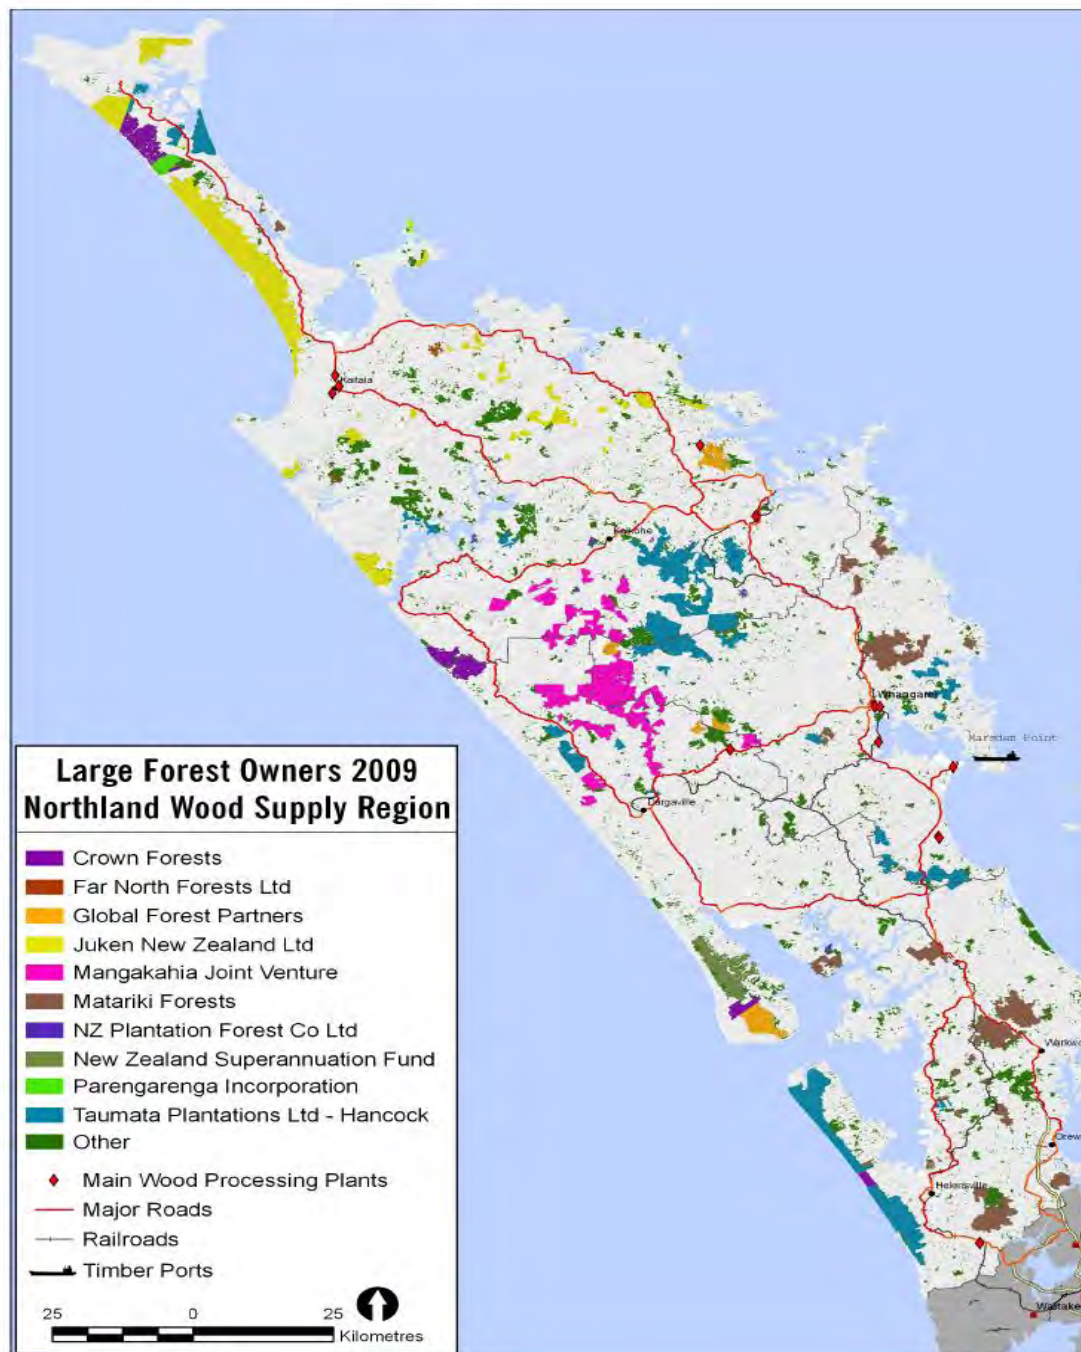 Kaitaia
Whangarei
Marsden Point
Dargaville
Large Forest Owners 2009
Northland Wood Supply Region
Crown Forests
Far North Forests Ltd
Global Forest Partners
Juken New Zealand Ltd
Mangakahia Joint Venture
Matariki Forests
NZ Plantation Forest Co Ltd
New Zealand Superannuation Fund
Parengarenga Incorporation
Taumata Plantations Ltd - Hancock
Other
Main Wood Processing Plants
Major Roads
Railroads
Timber Ports
25 0 25
Kilometres
Warkw
Orew
Helensville
Waitake